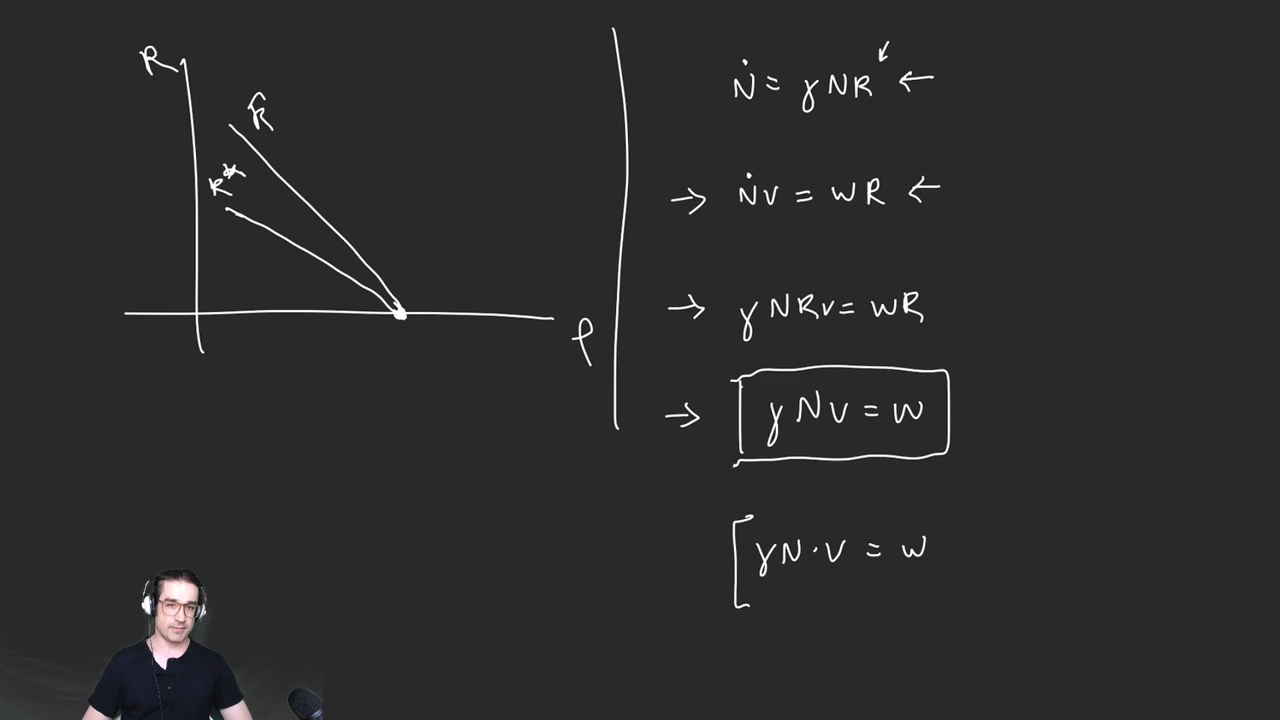 R
R̂
R*
ρ
Ṅ = γNR ←
→ Ṅv = wR ←
→ γNRv = wR
→ γNv = w
γN·v = w